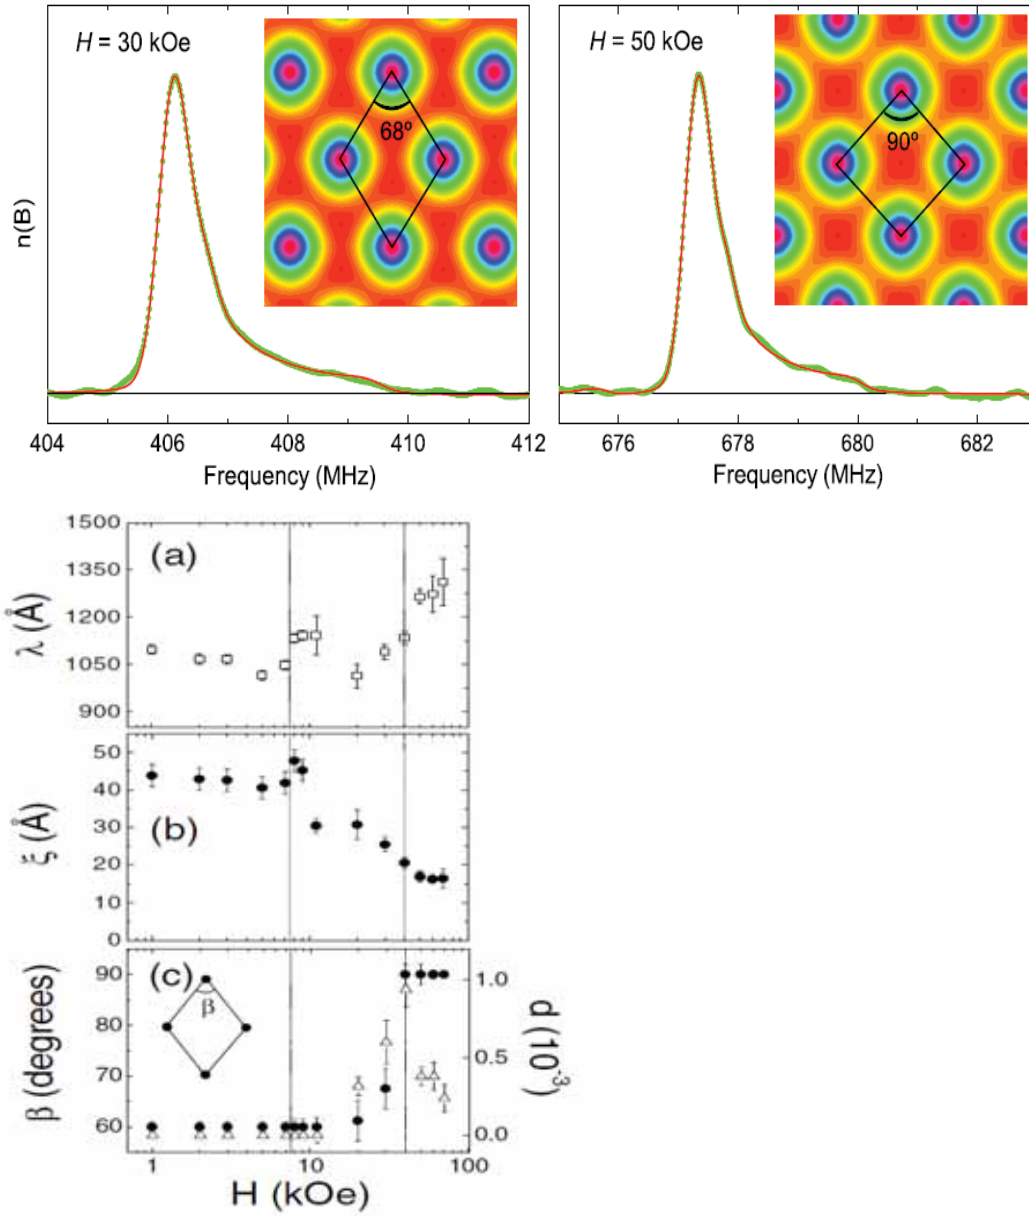 H = 30 kOe
68º
n(B)
404 406 408 410 412
Frequency (MHz)
H = 50 kOe
90º
676 678 680 682
Frequency (MHz)
(a)
λ (Å)
1500
1350
1200
1050
900
(b)
ξ (Å)
50
40
30
20
10
0
(c)
β
β (degrees)
90
80
70
60
1.0
0.5
0.0
d (10⁻³)
1 10 100
H (kOe)